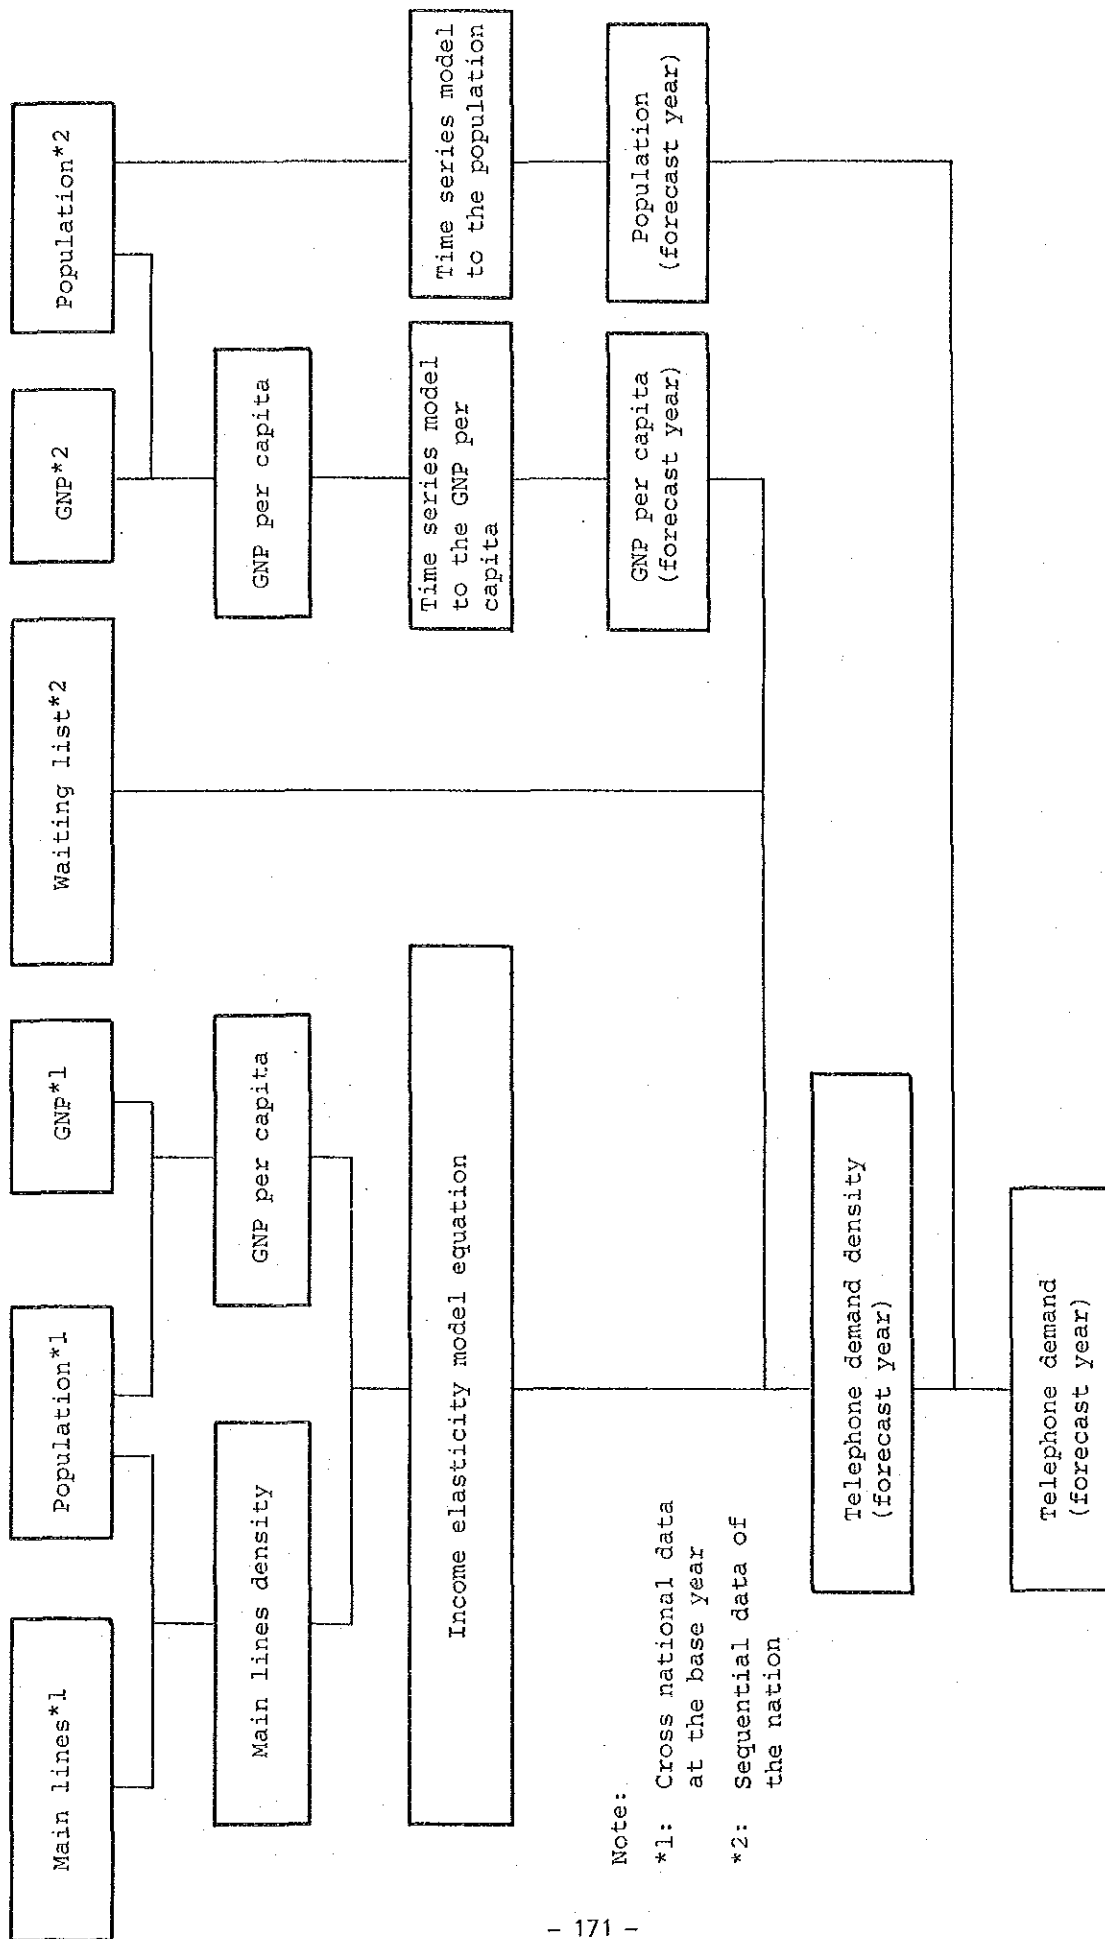 Main lines*1
Population*1
GNP*1
Waiting list*2
GNP*2
Population*2
Main lines density
GNP per capita
GNP per capita
Income elasticity model equation
Time series model
to the GNP per
capita
Time series model
to the population
GNP per capita
(forecast year)
Population
(forecast year)
Note:
*1: Cross national data
at the base year
*2: Sequential data of
the nation
Telephone demand density
(forecast year)
Telephone demand
(forecast year)
- 171 -